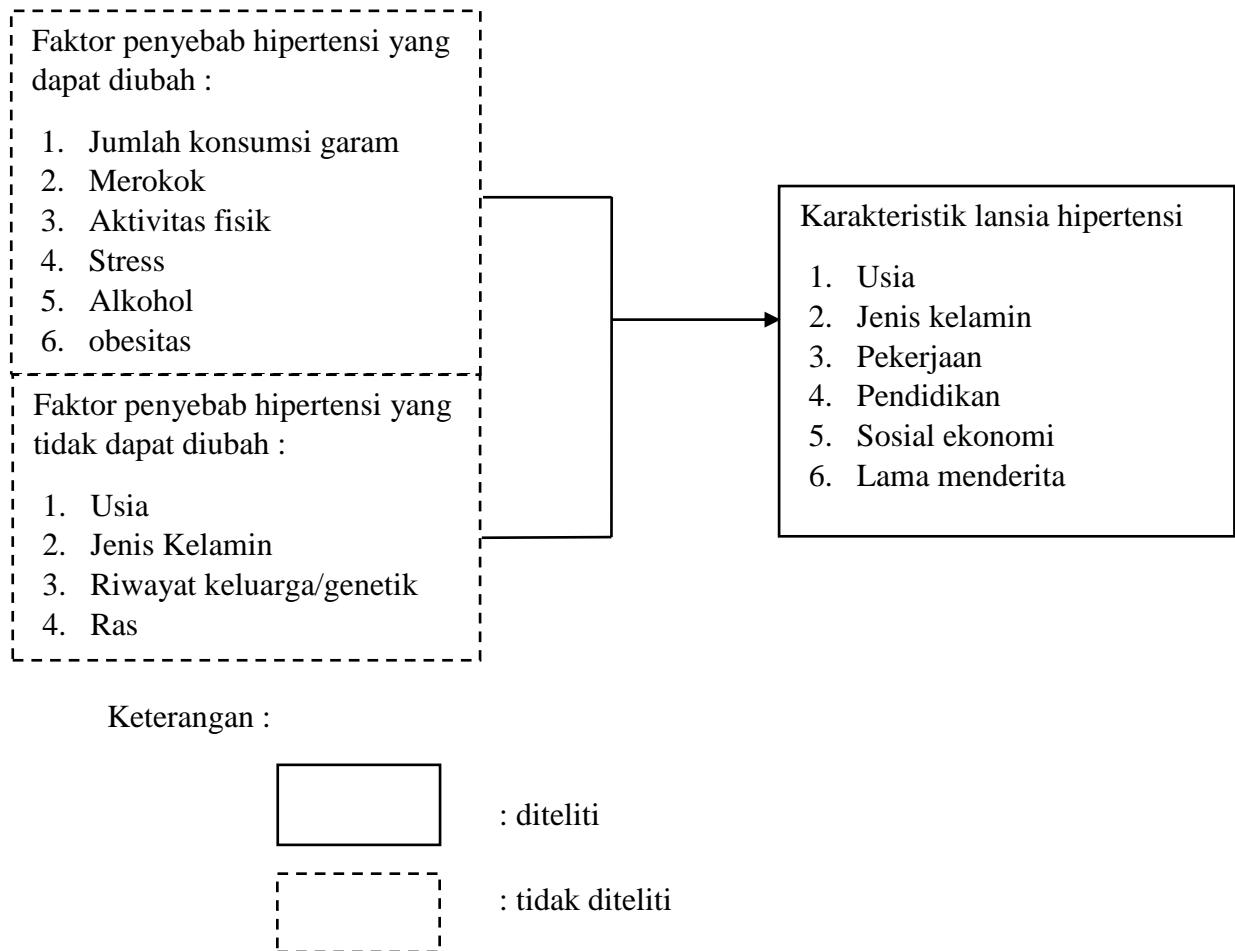 Faktor penyebab hipertensi yang
dapat diubah :
1. Jumlah konsumsi garam
2. Merokok
3. Aktivitas fisik
4. Stress
5. Alkohol
6. obesitas
Faktor penyebab hipertensi yang
tidak dapat diubah :
1. Usia
2. Jenis Kelamin
3. Riwayat keluarga/genetik
4. Ras
Karakteristik lansia hipertensi
1. Usia
2. Jenis kelamin
3. Pekerjaan
4. Pendidikan
5. Sosial ekonomi
6. Lama menderita
Keterangan :
: diteliti
: tidak diteliti